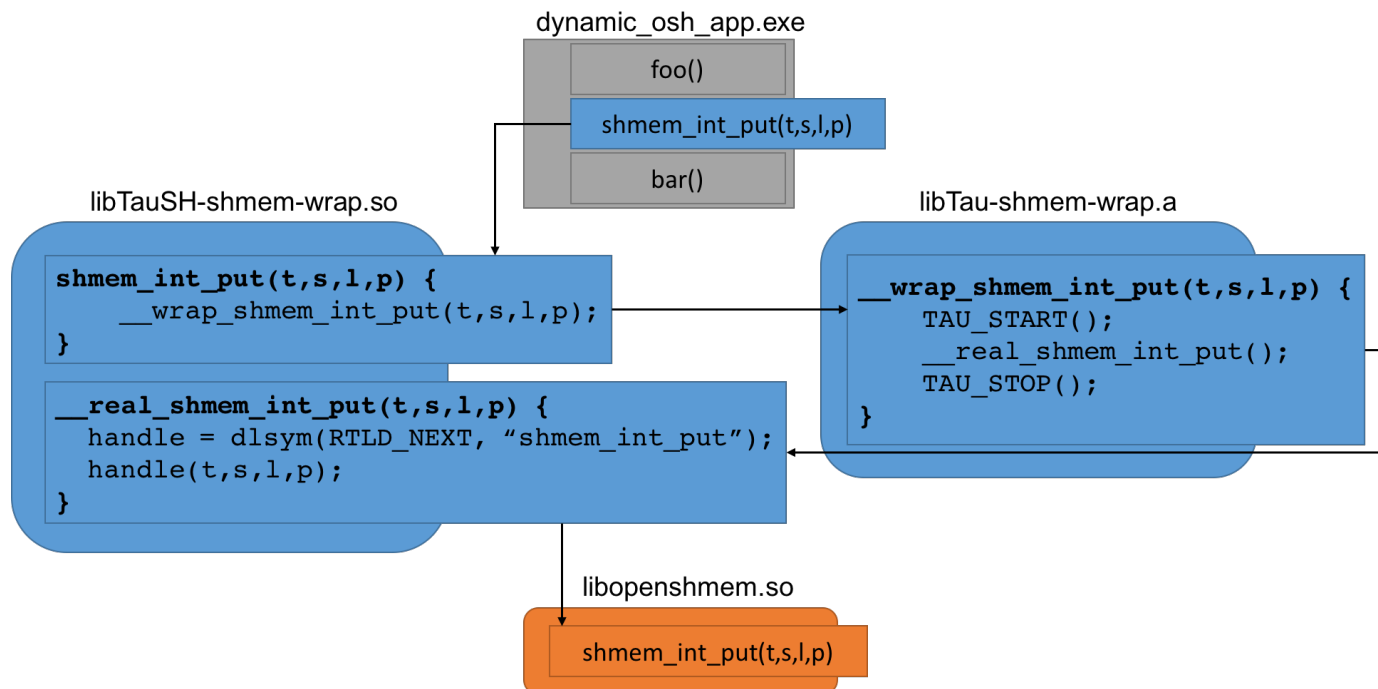 dynamic_osh_app.exe
foo()
shmem_int_put(t,s,l,p)
bar()
libTauSH-shmem-wrap.so
shmem_int_put(t,s,l,p) {
__wrap_shmem_int_put(t,s,l,p);
}
__real_shmem_int_put(t,s,l,p) {
handle = dlsym(RTLD_NEXT, “shmem_int_put”);
handle(t,s,l,p);
}
libTau-shmem-wrap.a
__wrap_shmem_int_put(t,s,l,p) {
TAU_START();
__real_shmem_int_put();
TAU_STOP();
}
libopenshmem.so
shmem_int_put(t,s,l,p)